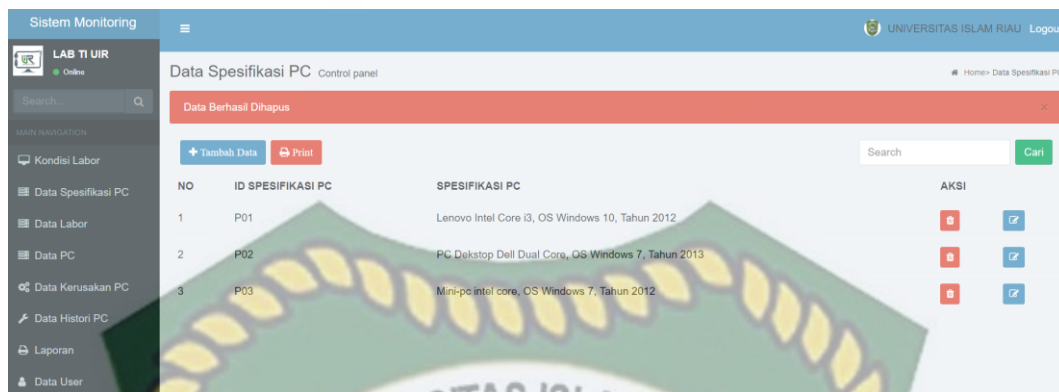 Sistem Monitoring
UNIVERSITAS ISLAM RIAU Logou
LAB TI UIR
Online
Data Spesifikasi PC Control panel
Home> Data Spesifikasi P
Search...
Data Berhasil Dihapus ×
MAIN NAVIGATION
Tambah Data Print Search Cari
Kondisi Labor
Data Spesifikasi PC
Data Labor
Data PC
Data Kerusakan PC
Data Histori PC
Laporan
Data User
NO ID SPESIFIKASI PC SPESIFIKASI PC AKSI
1 P01 Lenovo Intel Core i3, OS Windows 10, Tahun 2012
2 P02 PC Dekstop Dell Dual Core, OS Windows 7, Tahun 2013
3 P03 Mini-pc intel core, OS Windows 7, Tahun 2012